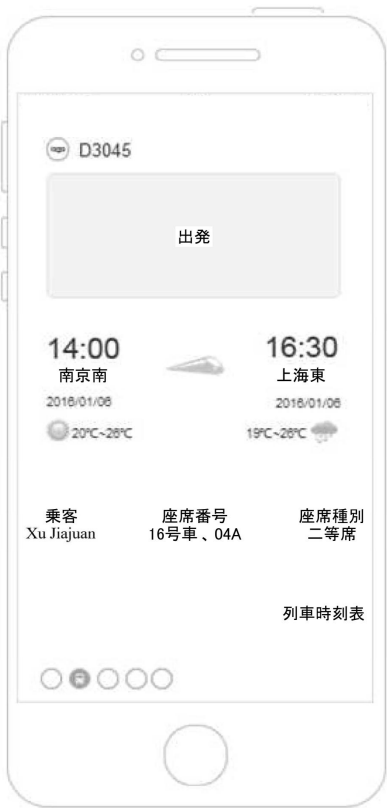 D3045
出発
14:00
16:30
南京南
上海東
2016/01/06
2016/01/06
20℃~26℃
19℃~26℃
乗客
座席番号
座席種別
Xu Jiajuan
16号車、04A
二等席
列車時刻表